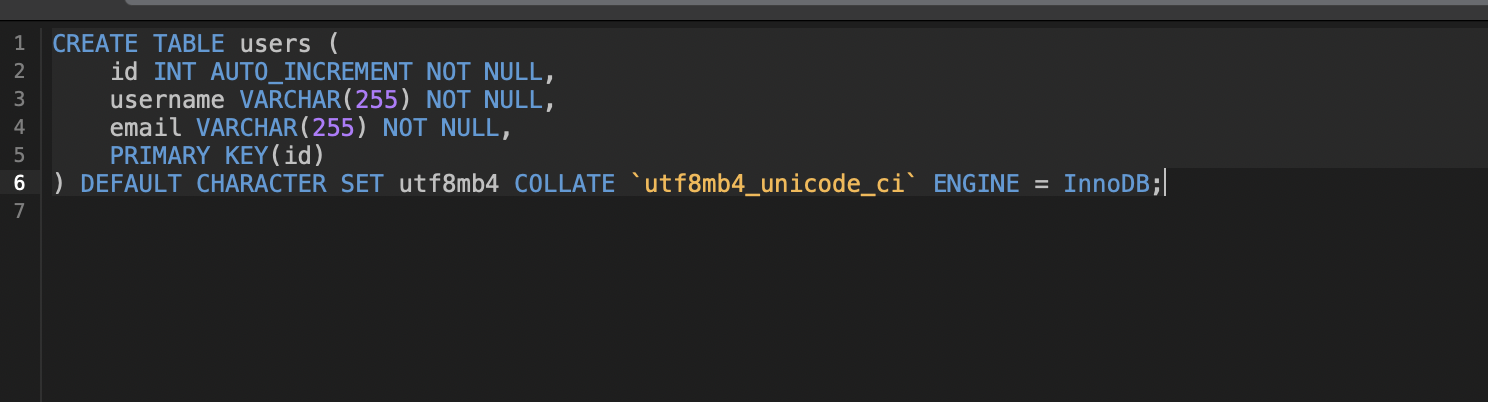 1 CREATE TABLE users (
2     id INT AUTO_INCREMENT NOT NULL,
3     username VARCHAR(255) NOT NULL,
4     email VARCHAR(255) NOT NULL,
5     PRIMARY KEY(id)
6 ) DEFAULT CHARACTER SET utf8mb4 COLLATE `utf8mb4_unicode_ci` ENGINE = InnoDB;
7